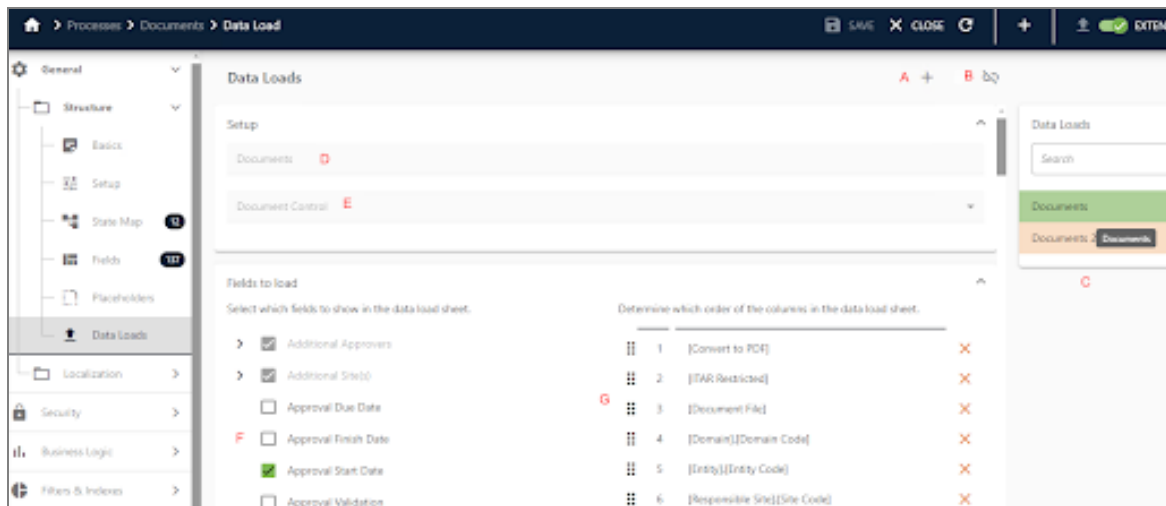 Processes > Documents > Data Load
SAVE
CLOSE
EXTEN
General
Structure
Basics
Setup
State Map
12
Fields
137
Placeholders
Data Loads
Localization
Security
Business Logic
Filters & Indexes
Data Loads
A
B
Setup
Documents
D
Document Control
E
Fields to load
Select which fields to show in the data load sheet.
Additional Approvers
Additional Site(s)
Approval Due Date
F
Approval Finish Date
Approval Start Date
Approval Validation
Determine which order of the columns in the data load sheet.
1 [Convert to PDF]
2 [ITAR Restricted]
G
3 [Document File]
4 [Domain].[Domain Code]
5 [Entity].[Entity Code]
6 [Responsible Site].[Site Code]
Data Loads
Search
Documents
Documents 2
Documents
C